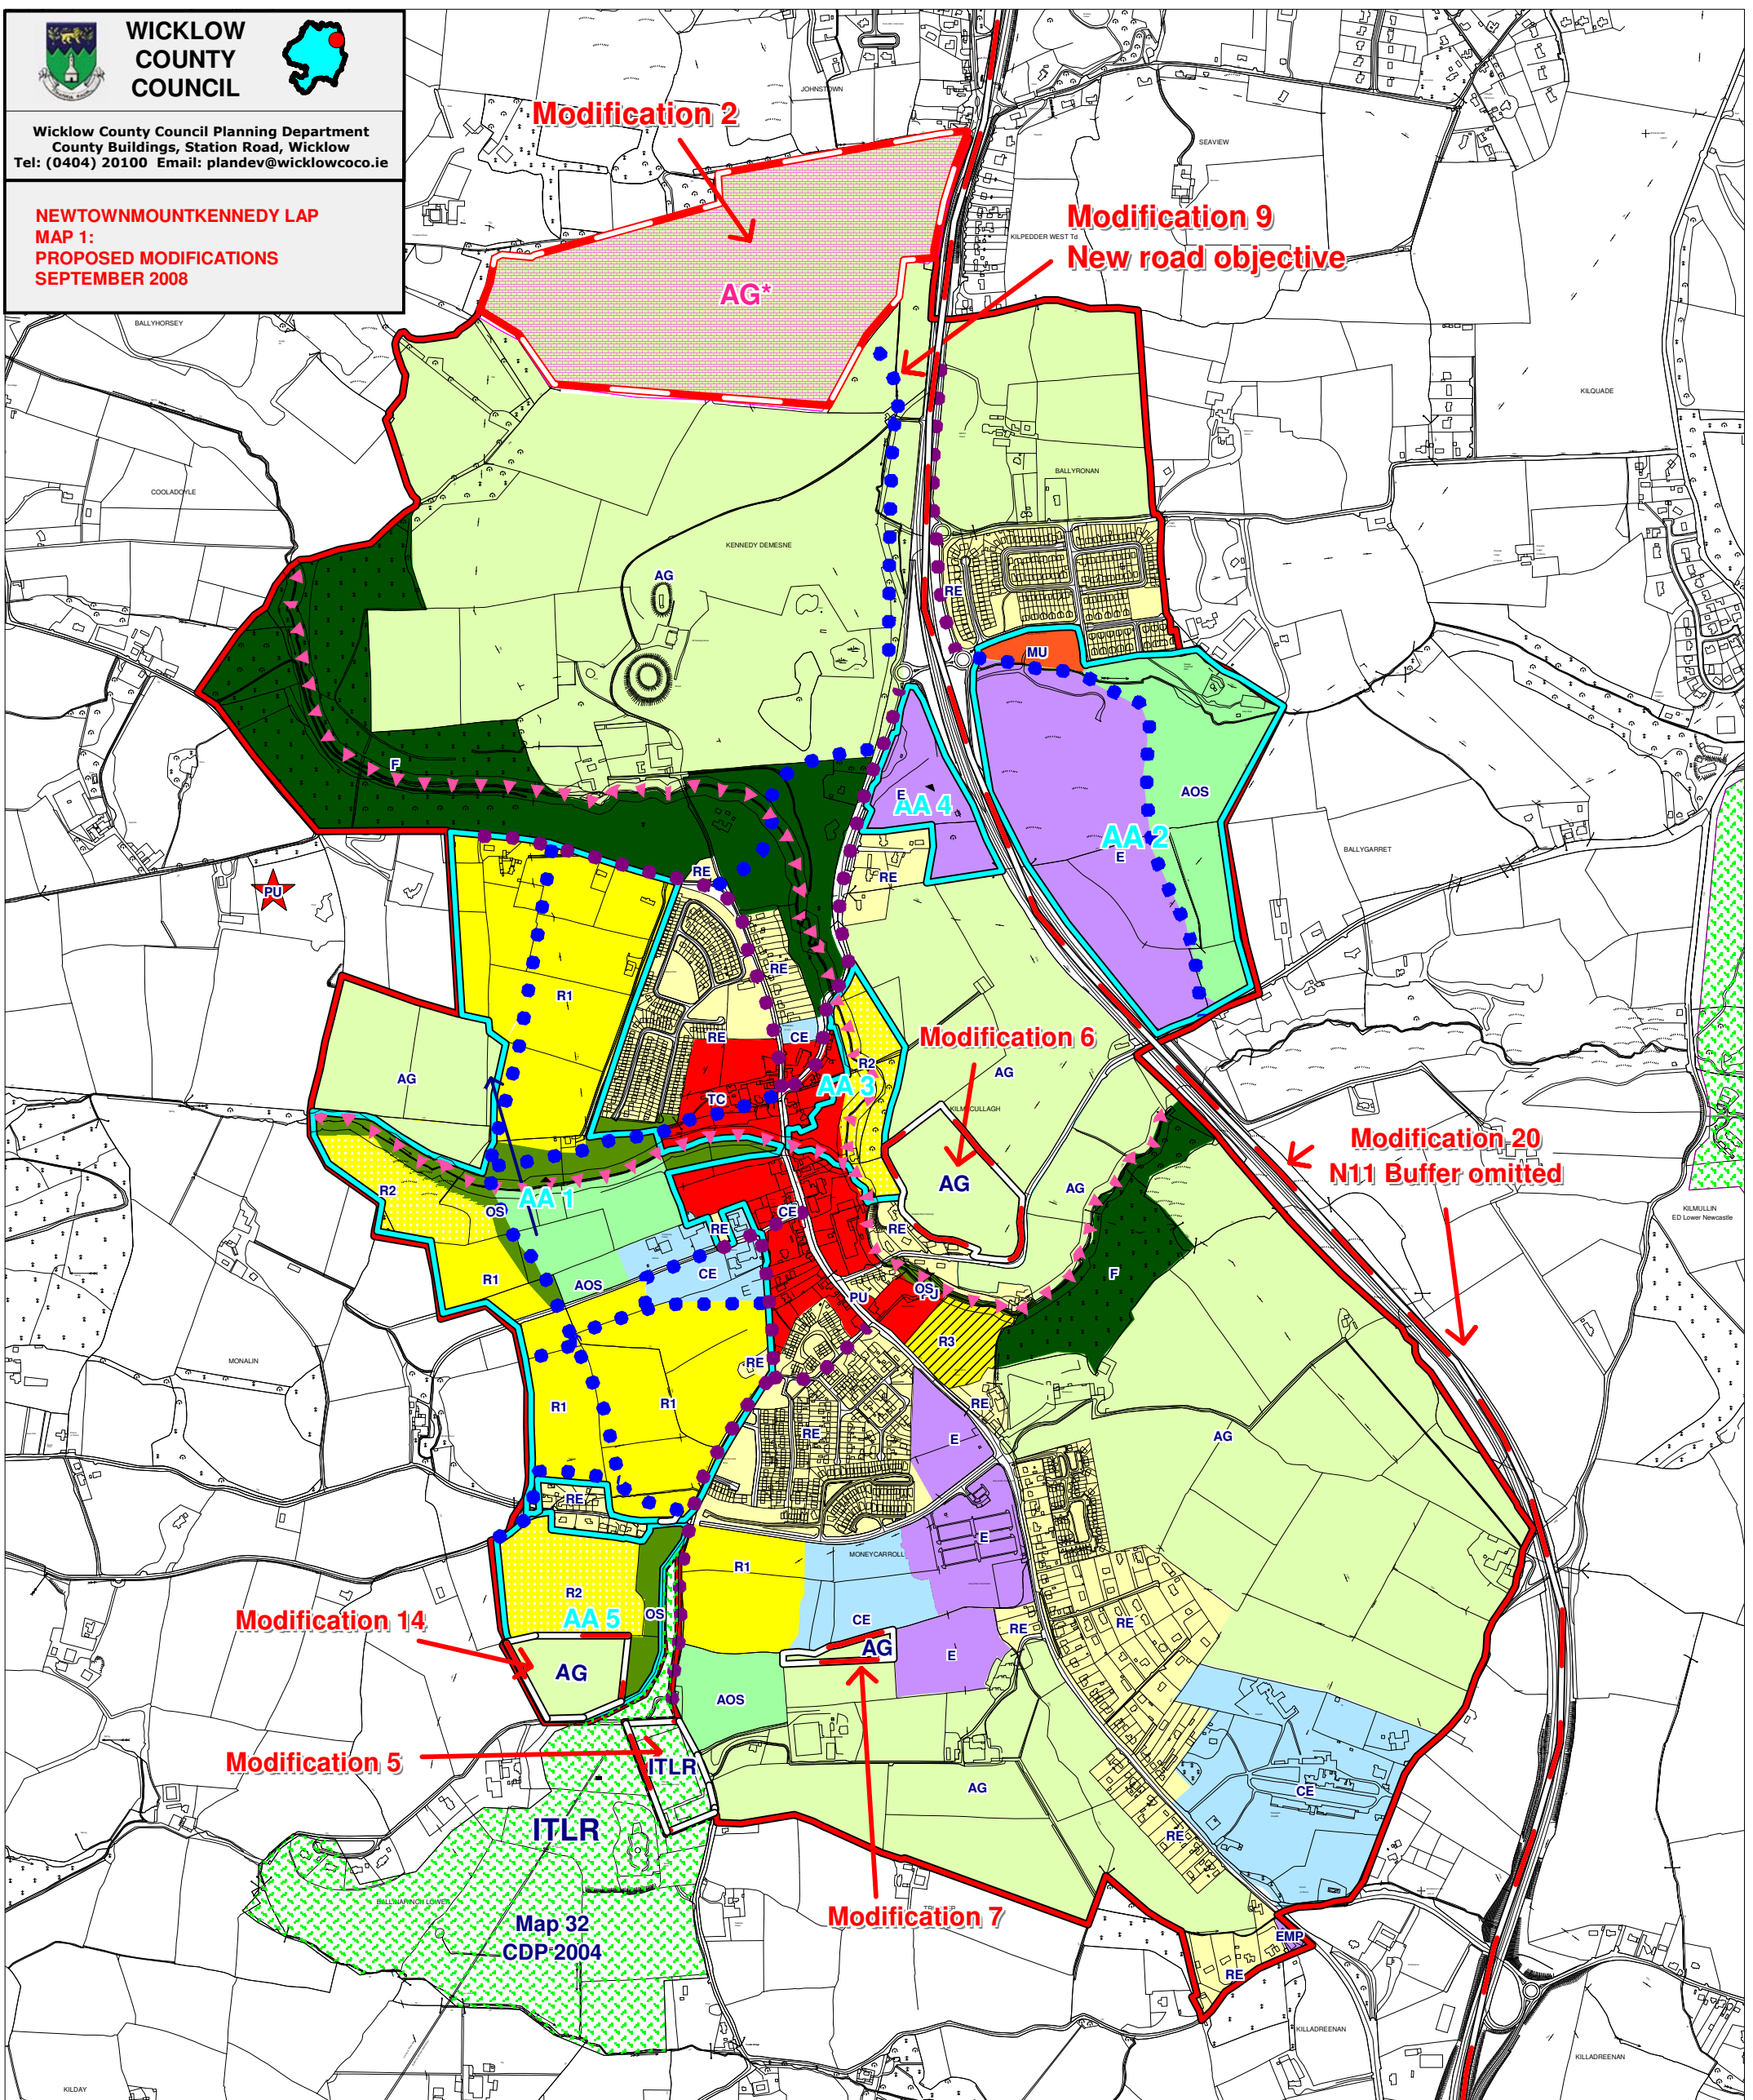 WICKLOW
COUNTY
COUNCIL
Wicklow County Council Planning Department
County Buildings, Station Road, Wicklow
Tel: (0404) 20100 Email: plandev@wicklowcoco.ie
NEWTOWNMOUNTKENNEDY LAP
MAP 1:
PROPOSED MODIFICATIONS
SEPTEMBER 2008
JOHNSTOWN
Modification 2
SEAVIEW
Modification 9
New road objective
KILPEDDER WEST Td
AG*
BALLYHORSEY
KILQUADE
COOLADOYLE
BALLYRONAN
KENNEDY DEMESNE
AG
RE
MU
F
E
AA 4
AOS
AA 2
E
BALLYGARRET
RE
RE
PU
RE
R1
RE
CE
Modification 6
R2
AG
AG
AA 3
TC
KILMACULLAGH
Modification 20
N11 Buffer omitted
AG
AG
R2
AA 1
OS
CE
RE
RE
KILMULLIN
ED Lower Newcastle
R1
AOS
CE
F
OS
PU
R3
MONALIN
RE
R1
R1
RE
RE
E
AG
RE
E
MONEYCARROLL
R1
R2
AA 5
OS
CE
RE
RE
Modification 14
AG
AG
E
AOS
Modification 5
ITLR
AG
CE
ITLR
RE
Map 32
CDP 2004
Modification 7
EMP
RE
KILLADREENAN
KILLADREENAN
KILDAY